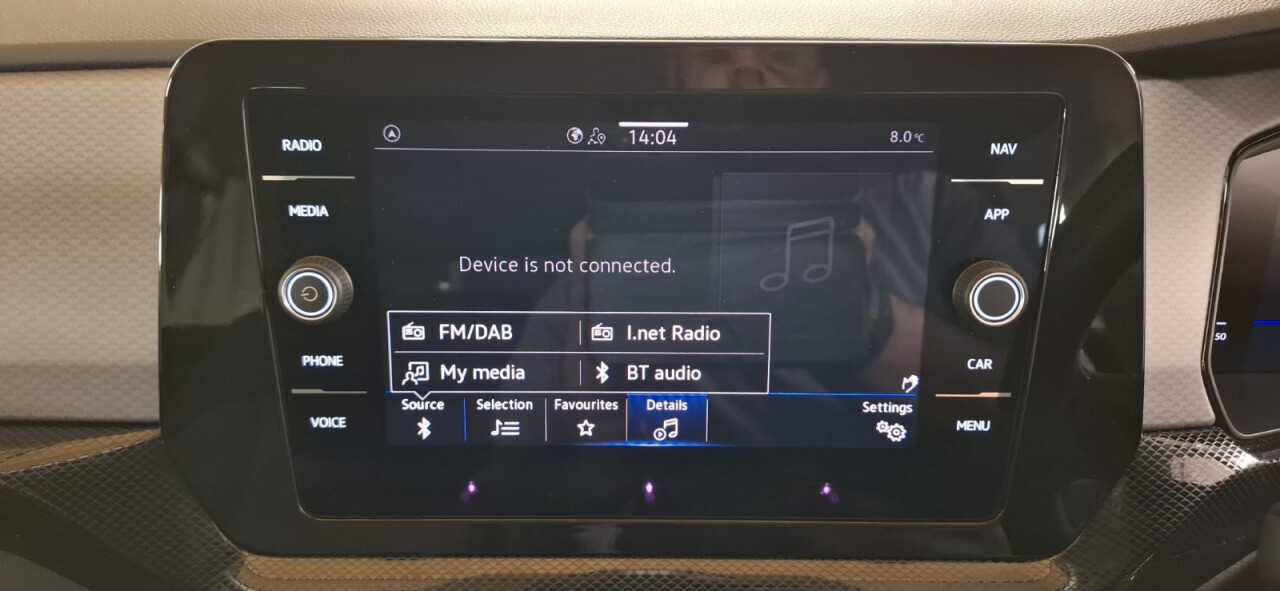 RADIO
MEDIA
PHONE
VOICE
14:04
8.0°C
Device is not connected.
FM/DAB
I.net Radio
My media
BT audio
Source
Selection
Favourites
Details
Settings
NAV
APP
CAR
MENU
50